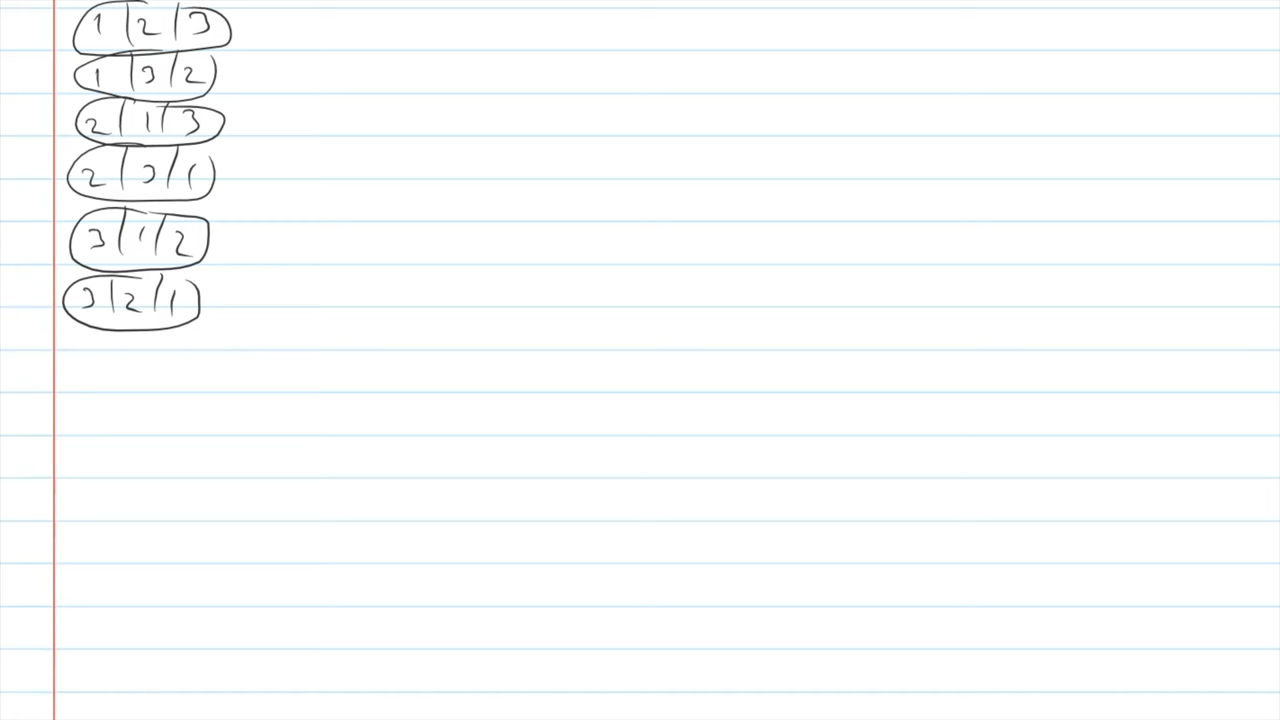 1 | 2 | 3
1 | 3 | 2
2 | 1 | 3
2 | 3 | 1
3 | 1 | 2
3 | 2 | 1